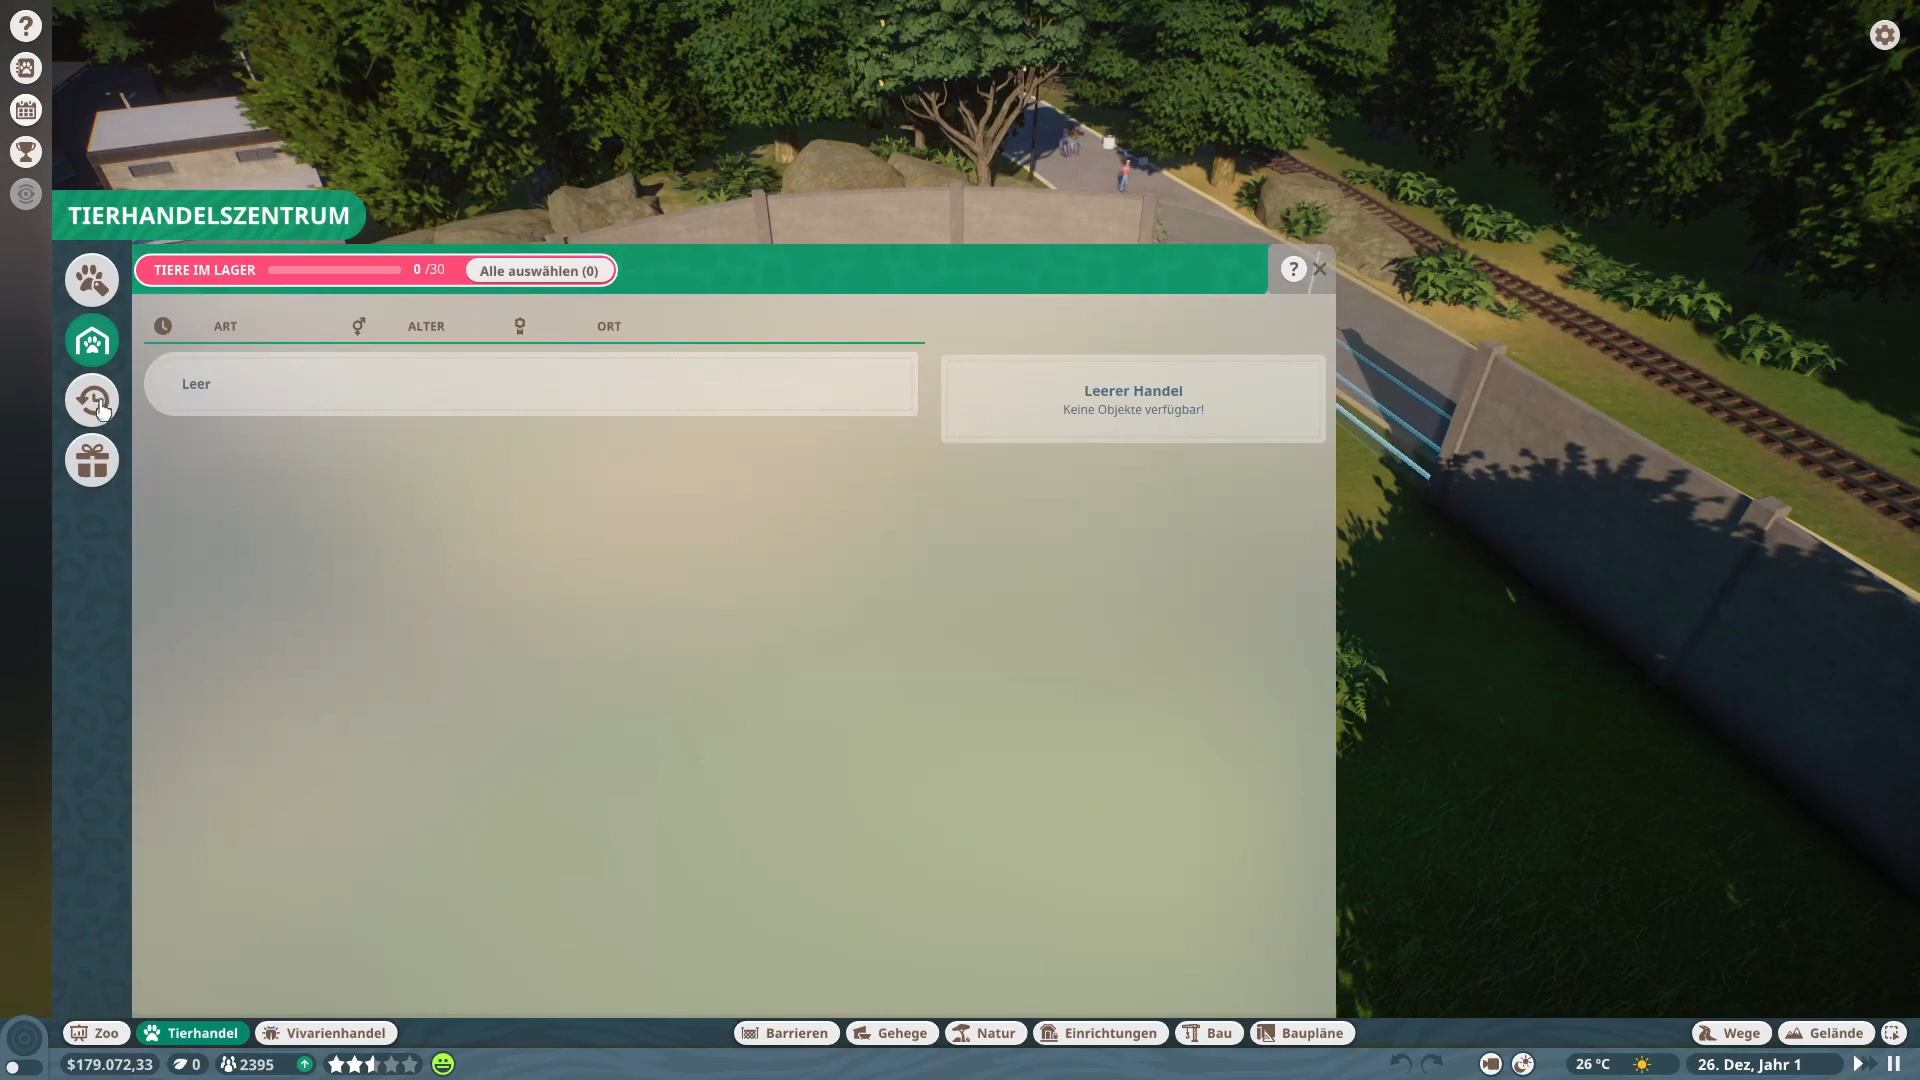 TIERHANDELSZENTRUM
TIERE IM LAGER 0 /30 Alle auswählen (0)
?
ART ALTER ORT
Leer
Leerer Handel
Keine Objekte verfügbar!
Zoo Tierhandel Vivarienhandel Barrieren Gehege Natur Einrichtungen Bau Baupläne Wege Gelände
$179.072,33 0 2395 26 °C 26. Dez, Jahr 1